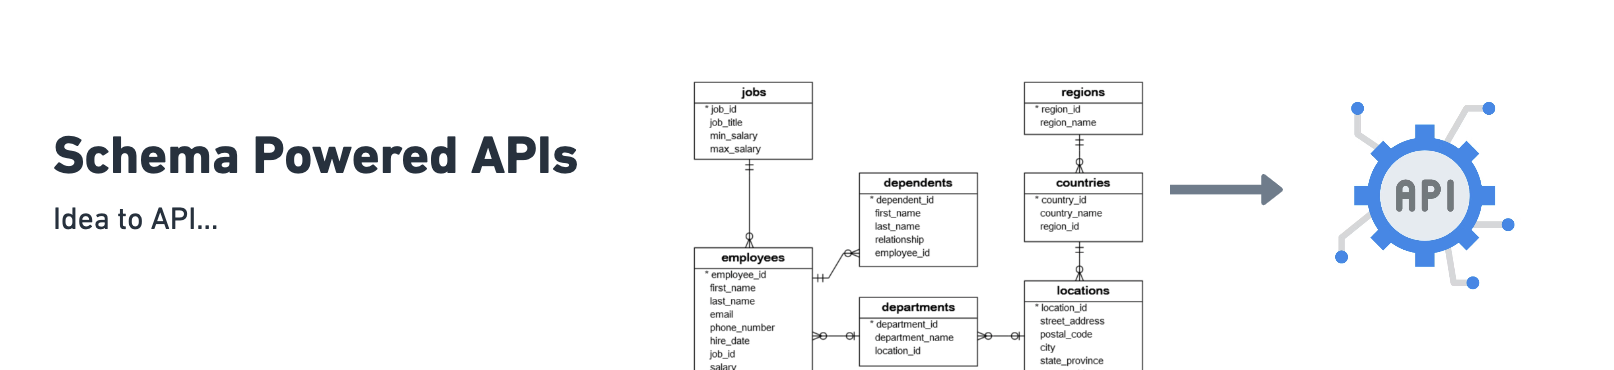 Schema Powered APIs
Idea to API...
jobs
* job_id
job_title
min_salary
max_salary
employees
* employee_id
first_name
last_name
email
phone_number
hire_date
job_id
salary
dependents
* dependent_id
first_name
last_name
relationship
employee_id
departments
* department_id
department_name
location_id
regions
* region_id
region_name
countries
* country_id
country_name
region_id
locations
* location_id
street_address
postal_code
city
state_province
API